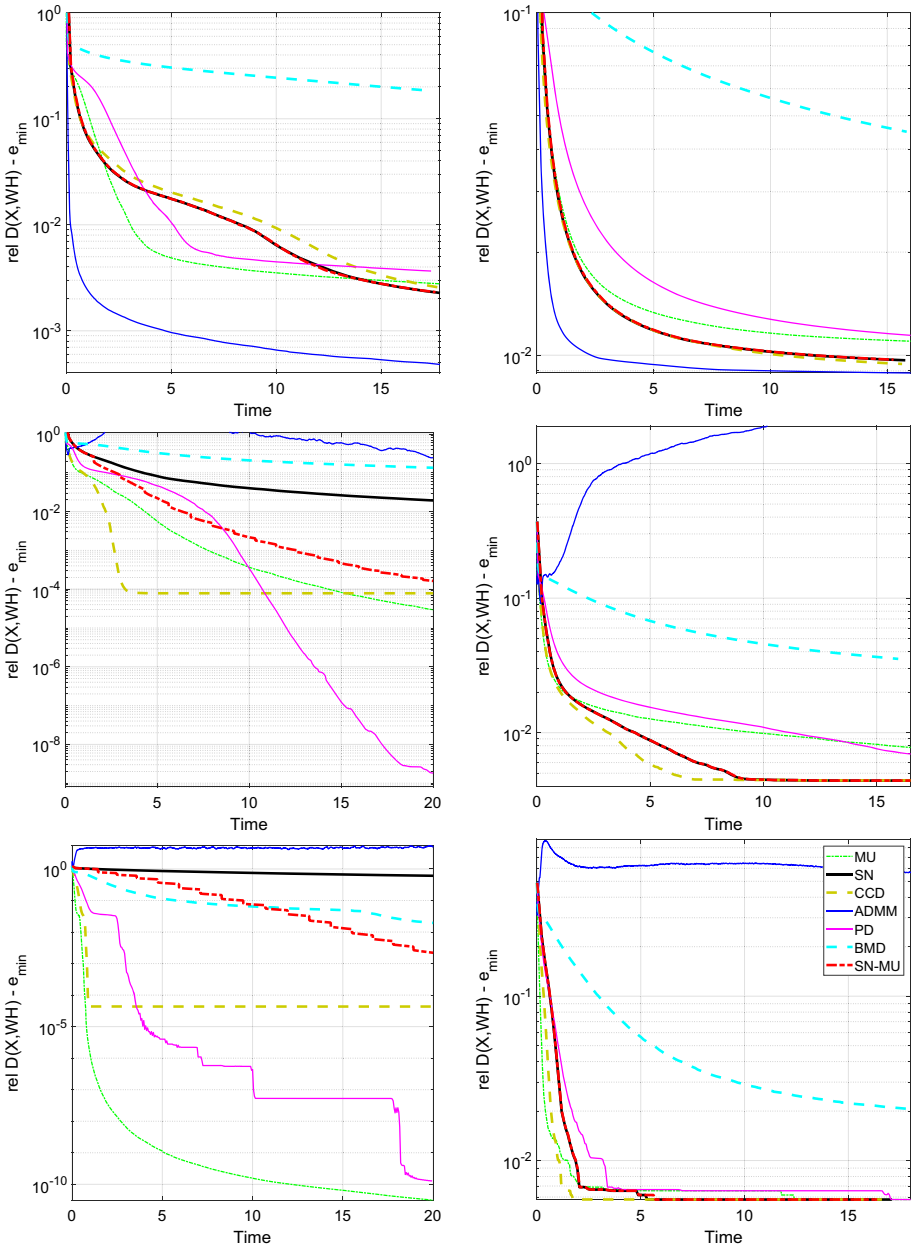 10^0
10^-1
10^-2
10^-3
rel D(X,WH) - e_min
0 5 10 15
Time
10^-1
10^-2
rel D(X,WH) - e_min
0 5 10 15
Time
10^0
10^-2
10^-4
10^-6
10^-8
rel D(X,WH) - e_min
0 5 10 15 20
Time
10^0
10^-1
10^-2
rel D(X,WH) - e_min
0 5 10 15
Time
10^0
10^-5
10^-10
rel D(X,WH) - e_min
0 5 10 15 20
Time
10^-1
10^-2
rel D(X,WH) - e_min
0 5 10 15
Time
MU
SN
CCD
ADMM
PD
BMD
SN-MU